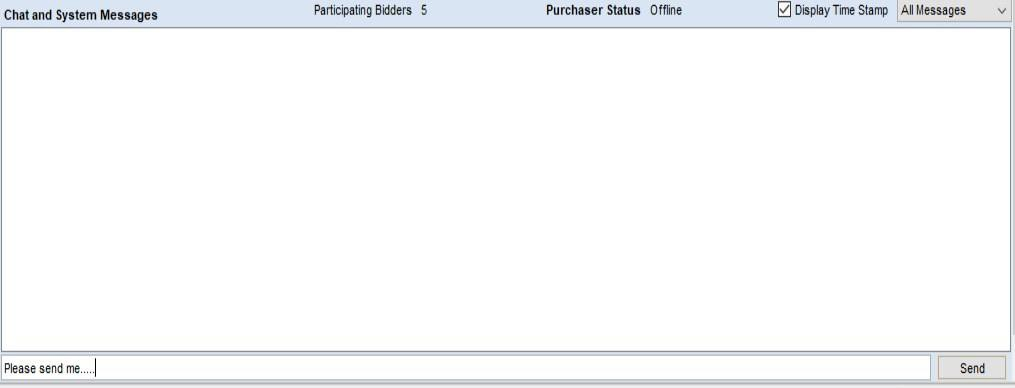 Chat and System Messages Participating Bidders 5 Purchaser Status Offline Display Time Stamp All Messages
Please send me..... Send